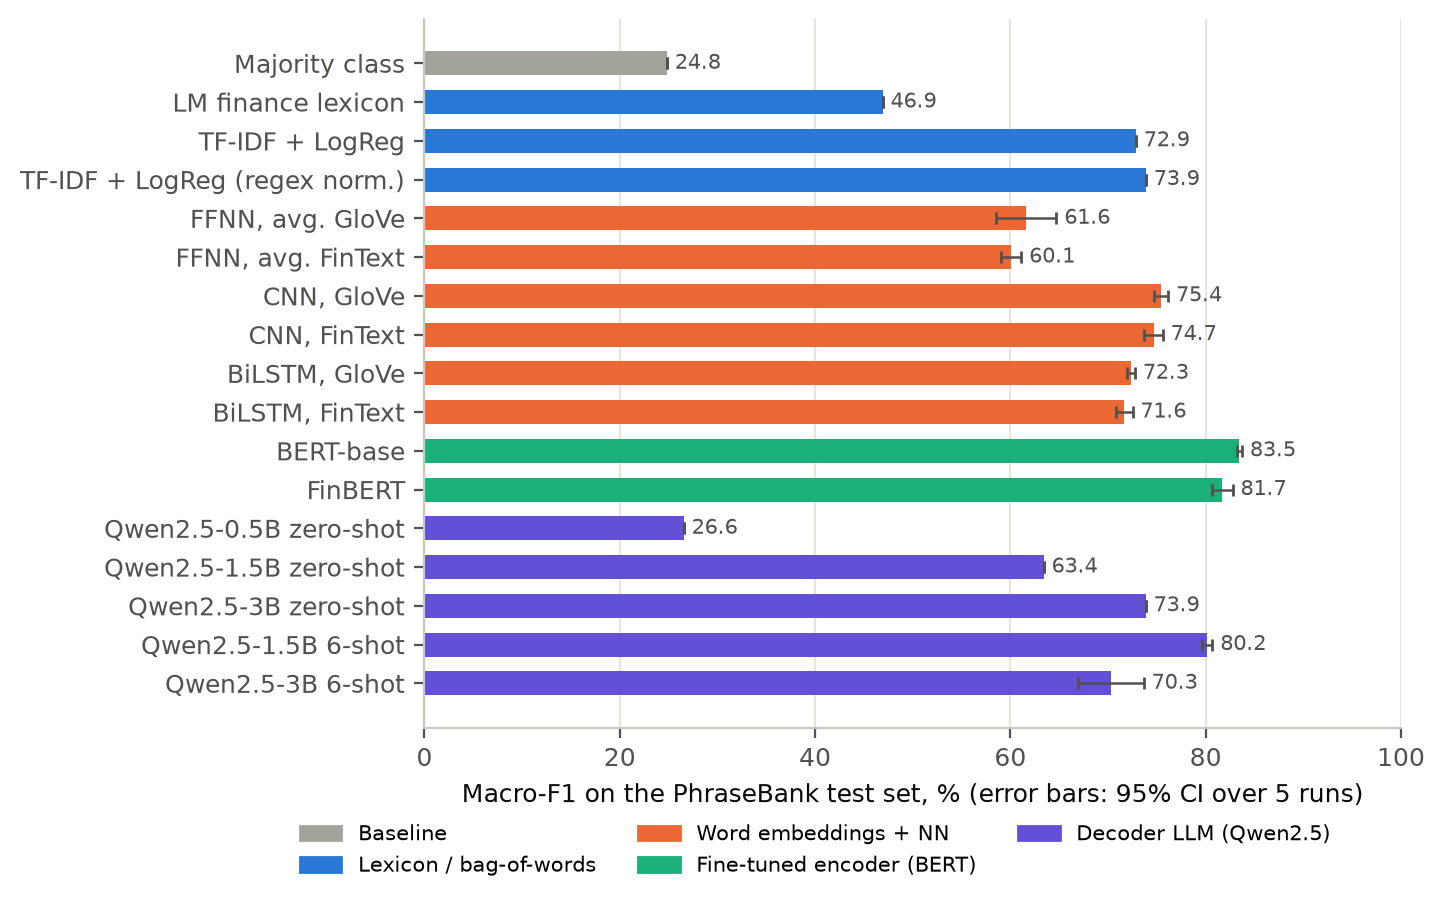 Majority class 24.8
LM finance lexicon 46.9
TF-IDF + LogReg 72.9
TF-IDF + LogReg (regex norm.) 73.9
FFNN, avg. GloVe 61.6
FFNN, avg. FinText 60.1
CNN, GloVe 75.4
CNN, FinText 74.7
BiLSTM, GloVe 72.3
BiLSTM, FinText 71.6
BERT-base 83.5
FinBERT 81.7
Qwen2.5-0.5B zero-shot 26.6
Qwen2.5-1.5B zero-shot 63.4
Qwen2.5-3B zero-shot 73.9
Qwen2.5-1.5B 6-shot 80.2
Qwen2.5-3B 6-shot 70.3
0 20 40 60 80 100
Macro-F1 on the PhraseBank test set, % (error bars: 95% CI over 5 runs)
Baseline Word embeddings + NN Decoder LLM (Qwen2.5)
Lexicon / bag-of-words Fine-tuned encoder (BERT)